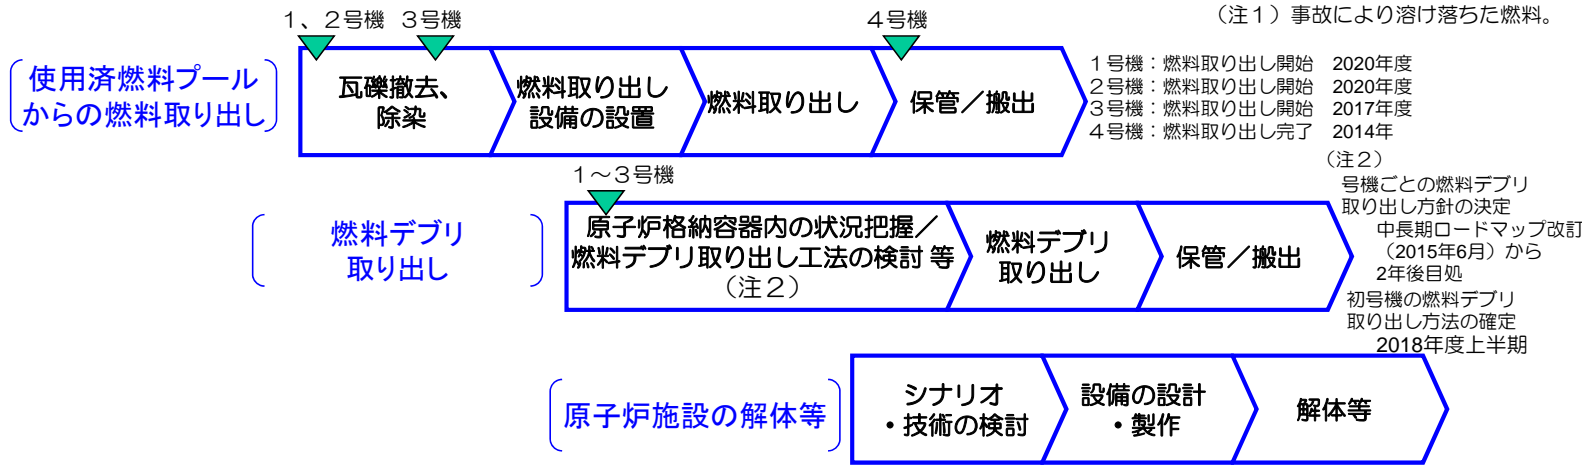 （注１）事故により溶け落ちた燃料。
１、２号機
３号機
４号機
使用済燃料プール
からの燃料取り出し
瓦礫撤去、
除染
燃料取り出し
設備の設置
燃料取り出し
保管／搬出
１号機：燃料取り出し開始　2020年度
２号機：燃料取り出し開始　2020年度
３号機：燃料取り出し開始　2017年度
４号機：燃料取り出し完了　2014年
１～３号機
燃料デブリ
取り出し
原子炉格納容器内の状況把握／
燃料デブリ取り出し工法の検討 等
（注２）
燃料デブリ
取り出し
保管／搬出
（注２）
号機ごとの燃料デブリ
取り出し方針の決定
中長期ロードマップ改訂
（2015年6月）から
2年後目処
初号機の燃料デブリ
取り出し方法の確定
2018年度上半期
原子炉施設の解体等
シナリオ
・技術の検討
設備の設計
・製作
解体等